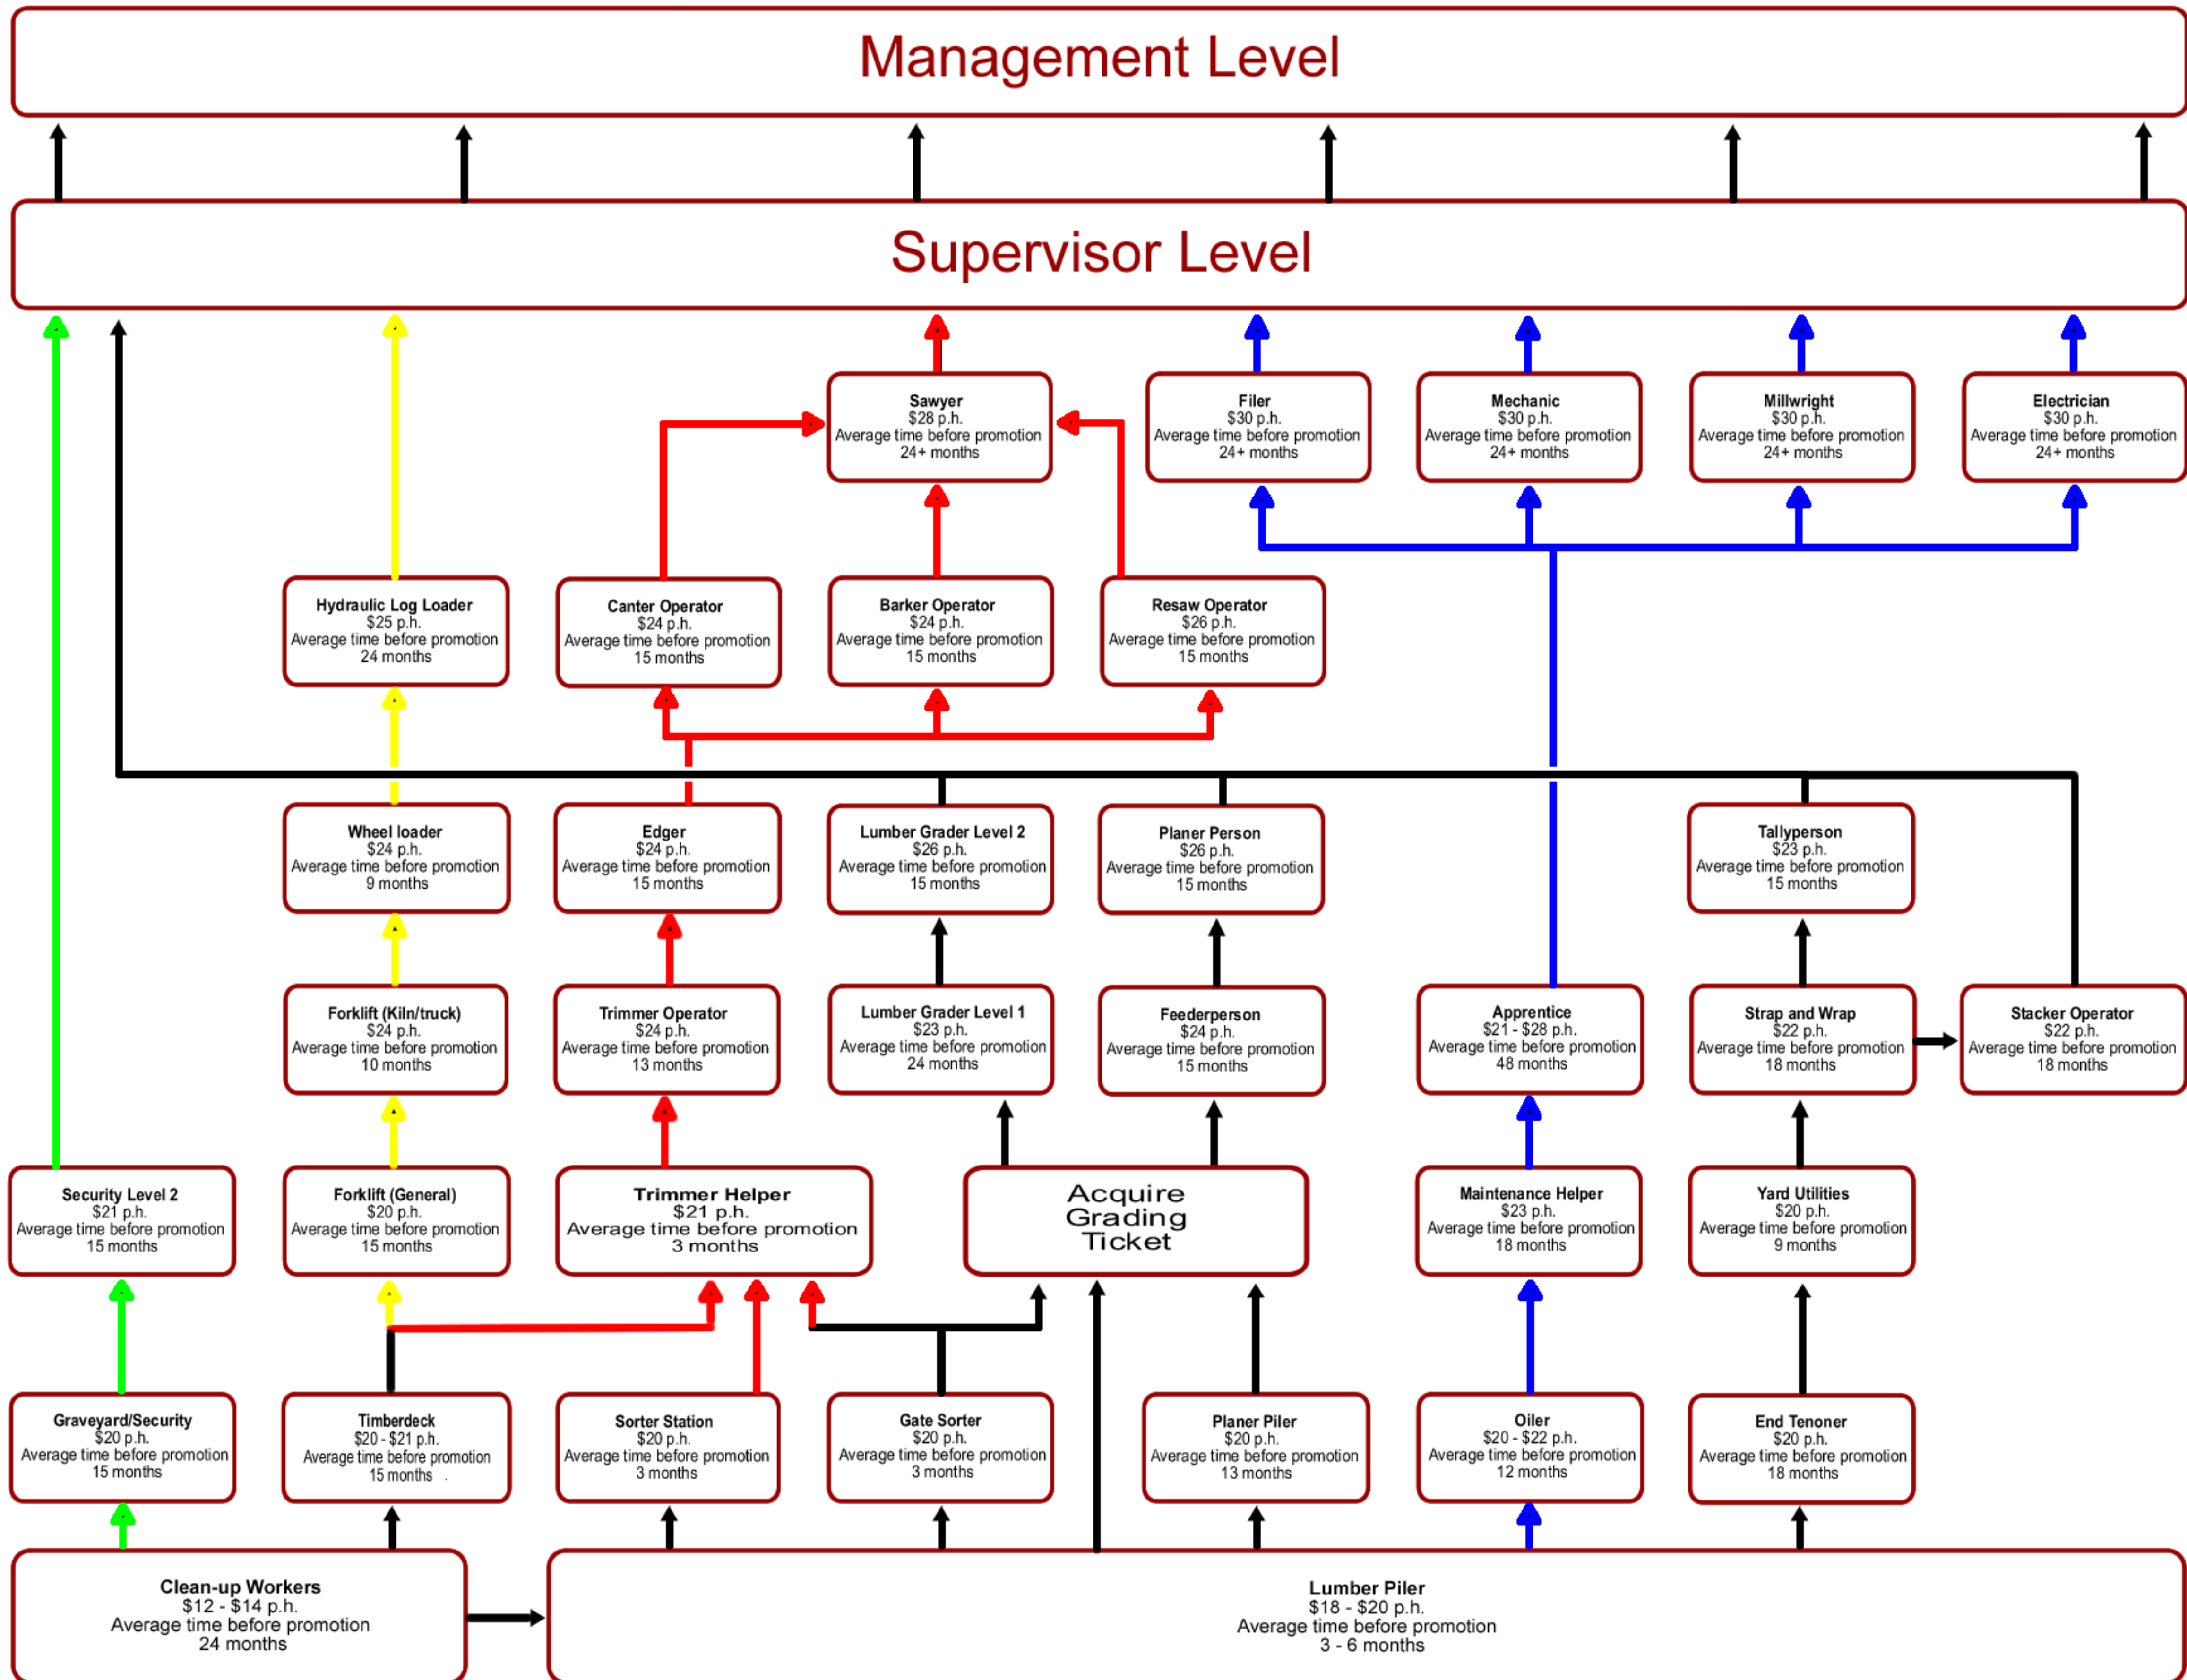 Management Level
Supervisor Level
Sawyer
$28 p.h.
Average time before promotion
24+ months
Filer
$30 p.h.
Average time before promotion
24+ months
Mechanic
$30 p.h.
Average time before promotion
24+ months
Millwright
$30 p.h.
Average time before promotion
24+ months
Electrician
$30 p.h.
Average time before promotion
24+ months
Hydraulic Log Loader
$25 p.h.
Average time before promotion
24 months
Canter Operator
$24 p.h.
Average time before promotion
15 months
Barker Operator
$24 p.h.
Average time before promotion
15 months
Resaw Operator
$26 p.h.
Average time before promotion
15 months
Wheel loader
$24 p.h.
Average time before promotion
9 months
Edger
$24 p.h.
Average time before promotion
15 months
Lumber Grader Level 2
$26 p.h.
Average time before promotion
15 months
Planer Person
$26 p.h.
Average time before promotion
15 months
Tallyperson
$23 p.h.
Average time before promotion
15 months
Forklift (Kiln/truck)
$24 p.h.
Average time before promotion
10 months
Trimmer Operator
$24 p.h.
Average time before promotion
13 months
Lumber Grader Level 1
$23 p.h.
Average time before promotion
24 months
Feederperson
$24 p.h.
Average time before promotion
15 months
Apprentice
$21 - $28 p.h.
Average time before promotion
48 months
Strap and Wrap
$22 p.h.
Average time before promotion
18 months
Stacker Operator
$22 p.h.
Average time before promotion
18 months
Security Level 2
$21 p.h.
Average time before promotion
15 months
Forklift (General)
$20 p.h.
Average time before promotion
15 months
Trimmer Helper
$21 p.h.
Average time before promotion
3 months
Acquire
Grading
Ticket
Maintenance Helper
$23 p.h.
Average time before promotion
18 months
Yard Utilities
$20 p.h.
Average time before promotion
9 months
Graveyard/Security
$20 p.h.
Average time before promotion
15 months
Timberdeck
$20 - $21 p.h.
Average time before promotion
15 months .
Sorter Station
$20 p.h.
Average time before promotion
3 months
Gate Sorter
$20 p.h.
Average time before promotion
3 months
Planer Piler
$20 p.h.
Average time before promotion
13 months
Oiler
$20 - $22 p.h.
Average time before promotion
12 months
End Tenoner
$20 p.h.
Average time before promotion
18 months
Clean-up Workers
$12 - $14 p.h.
Average time before promotion
24 months
Lumber Piler
$18 - $20 p.h.
Average time before promotion
3 - 6 months